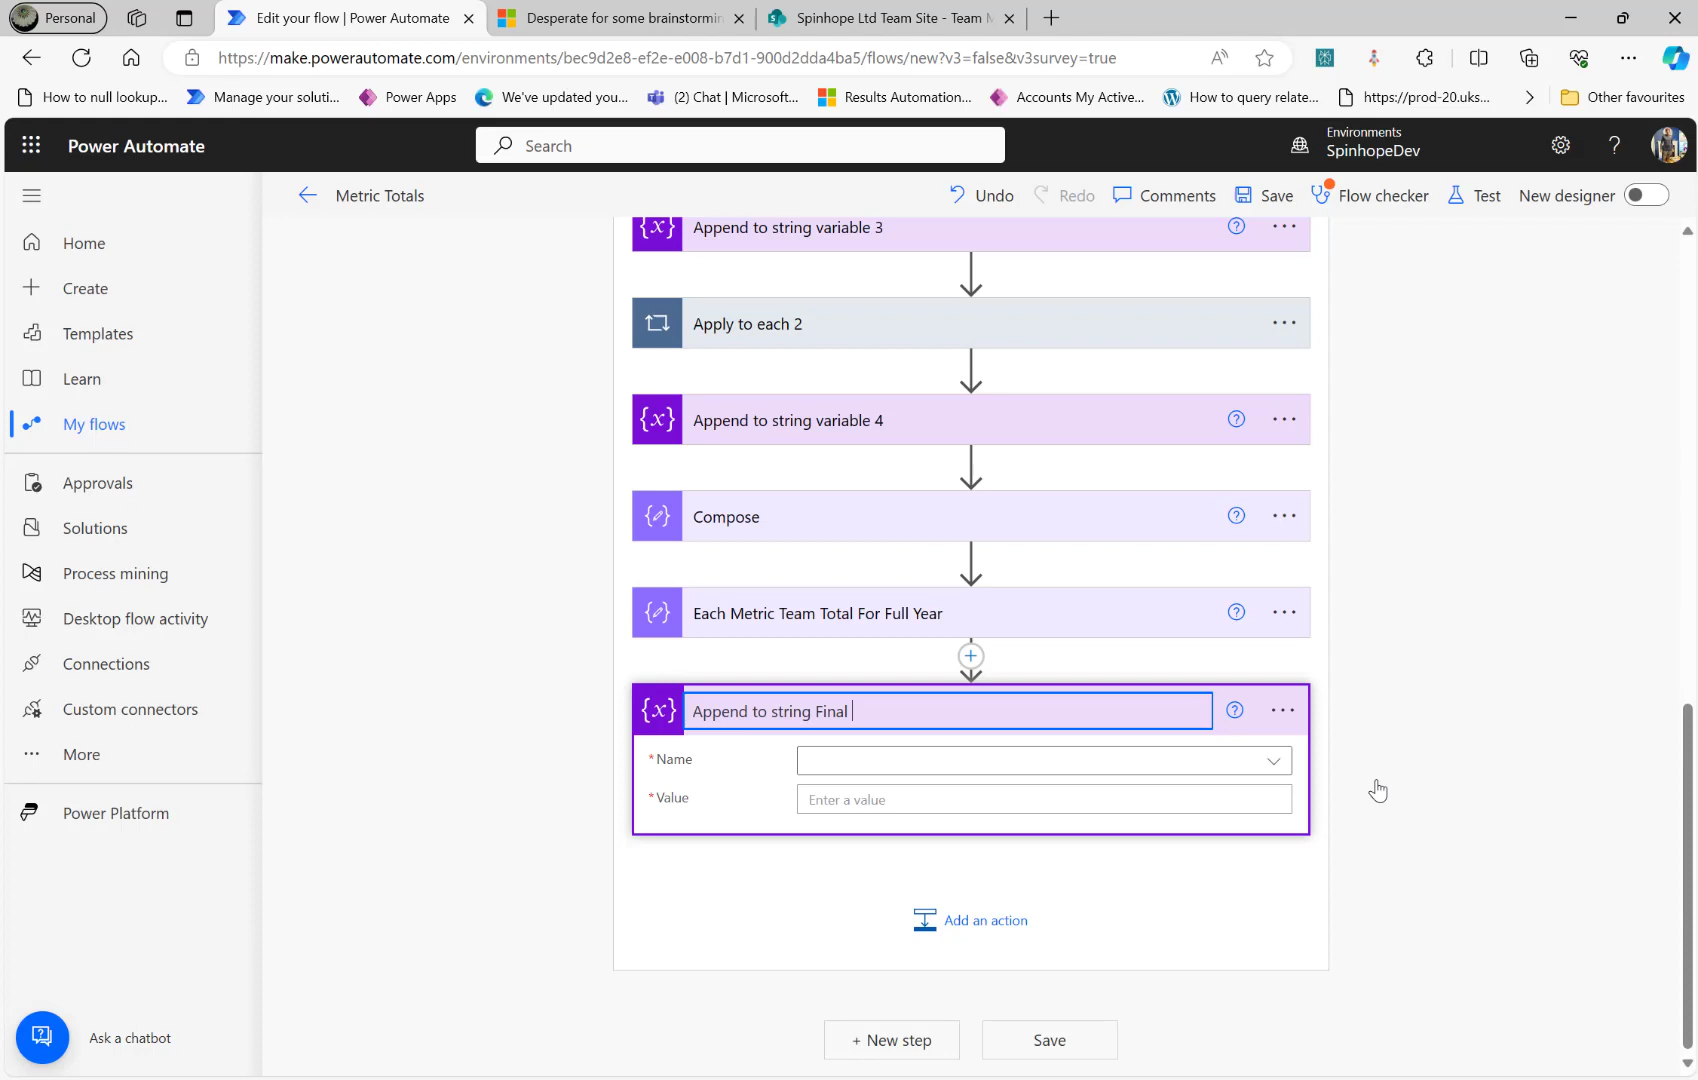 Personal
Edit your flow | Power Automate
Desperate for some brainstormin
Spinhope Ltd Team Site - Team M
https://make.powerautomate.com/environments/bec9d2e8-ef2e-e008-b7d1-900d2dda4ba5/flows/new?v3=false&v3survey=true
How to null lookup...
Manage your soluti...
Power Apps
We've updated you...
(2) Chat | Microsoft...
Results Automation...
Accounts My Active...
How to query relate...
https://prod-20.uks...
Other favourites
Power Automate
Search
Environments
SpinhopeDev
Metric Totals
Undo
Redo
Comments
Save
Flow checker
Test
New designer
Home
Create
Templates
Learn
My flows
Approvals
Solutions
Process mining
Desktop flow activity
Connections
Custom connectors
More
Power Platform
Ask a chatbot
Append to string variable 3
Apply to each 2
Append to string variable 4
Compose
Each Metric Team Total For Full Year
Append to string Final
* Name
* Value
Enter a value
Add an action
+ New step
Save